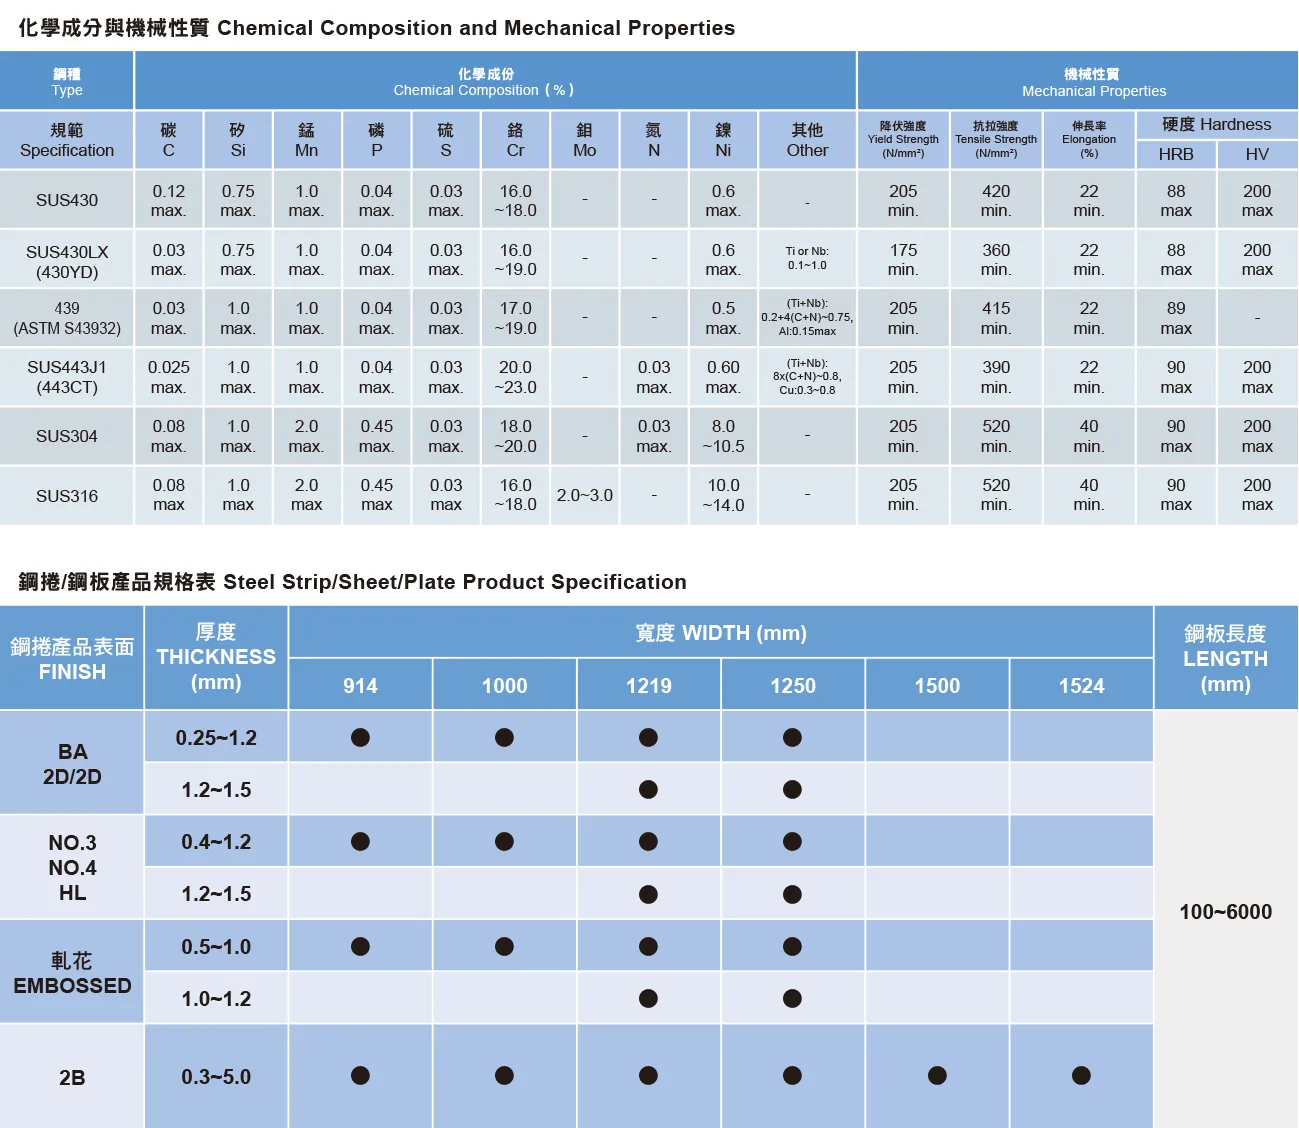 化學成分與機械性質 Chemical Composition and Mechanical Properties
鋼種 Type 化學成份 Chemical Composition ( % ) 機械性質 Mechanical Properties
規範 Specification 碳 C 矽 Si 錳 Mn 磷 P 硫 S 鉻 Cr 鉬 Mo 氮 N 鎳 Ni 其他 Other 降伏強度 Yield Strength (N/mm²) 抗拉強度 Tensile Strength (N/mm²) 伸長率 Elongation (%) 硬度 Hardness HRB HV
SUS430 0.12 max. 0.75 max. 1.0 max. 0.04 max. 0.03 max. 16.0 ~18.0 - - 0.6 max. - 205 min. 420 min. 22 min. 88 max 200 max
SUS430LX (430YD) 0.03 max. 0.75 max. 1.0 max. 0.04 max. 0.03 max. 16.0 ~19.0 - - 0.6 max. Ti or Nb: 0.1~1.0 175 min. 360 min. 22 min. 88 max 200 max
439 (ASTM S43932) 0.03 max. 1.0 max. 1.0 max. 0.04 max. 0.03 max. 17.0 ~19.0 - - 0.5 max. (Ti+Nb): 0.2+4(C+N)~0.75, Al:0.15max 205 min. 415 min. 22 min. 89 max -
SUS443J1 (443CT) 0.025 max. 1.0 max. 1.0 max. 0.04 max. 0.03 max. 20.0 ~23.0 - 0.03 max. 0.60 max. (Ti+Nb): 8x(C+N)~0.8, Cu:0.3~0.8 205 min. 390 min. 22 min. 90 max 200 max
SUS304 0.08 max. 1.0 max. 2.0 max. 0.45 max. 0.03 max. 18.0 ~20.0 - 0.03 max. 8.0 ~10.5 - 205 min. 520 min. 40 min. 90 max 200 max
SUS316 0.08 max 1.0 max 2.0 max 0.45 max 0.03 max 16.0 ~18.0 2.0~3.0 - 10.0 ~14.0 - 205 min. 520 min. 40 min. 90 max 200 max
鋼捲/鋼板產品規格表 Steel Strip/Sheet/Plate Product Specification
鋼捲產品表面 FINISH 厚度 THICKNESS (mm) 寬度 WIDTH (mm) 鋼板長度 LENGTH (mm)
914 1000 1219 1250 1500 1524
BA 2D/2D 0.25~1.2 ● ● ● ●
1.2~1.5 ● ●
NO.3 NO.4 HL 0.4~1.2 ● ● ● ●
1.2~1.5 ● ●
100~6000
軋花 EMBOSSED 0.5~1.0 ● ● ● ●
1.0~1.2 ● ●
2B 0.3~5.0 ● ● ● ● ● ●